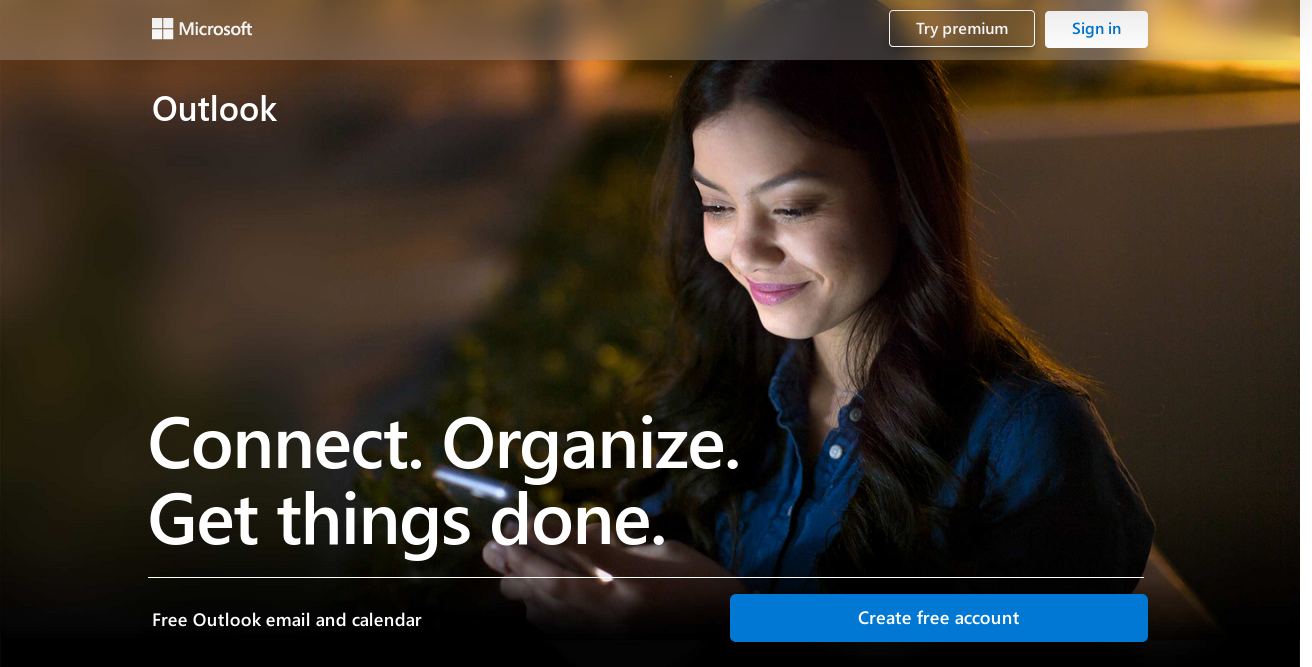 Microsoft
Try premium
Sign in
Outlook
Connect. Organize.
Get things done.
Free Outlook email and calendar
Create free account